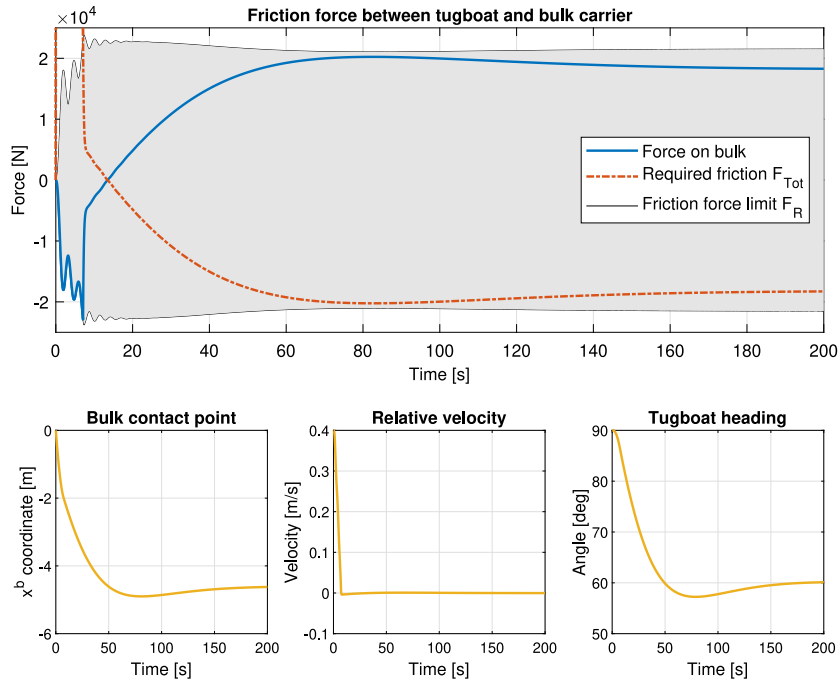 Friction force between tugboat and bulk carrier
×10⁴
2
1
0
-1
-2
Force [N]
Force on bulk
Required friction F_Tot
Friction force limit F_R
0 20 40 60 80 100 120 140 160 180 200
Time [s]
Bulk contact point
0
-2
-4
-6
x^b coordinate [m]
0 50 100 150 200
Time [s]
Relative velocity
0.4
0.3
0.2
0.1
0
-0.1
Velocity [m/s]
0 50 100 150 200
Time [s]
Tugboat heading
90
80
70
60
50
Angle [deg]
0 50 100 150 200
Time [s]